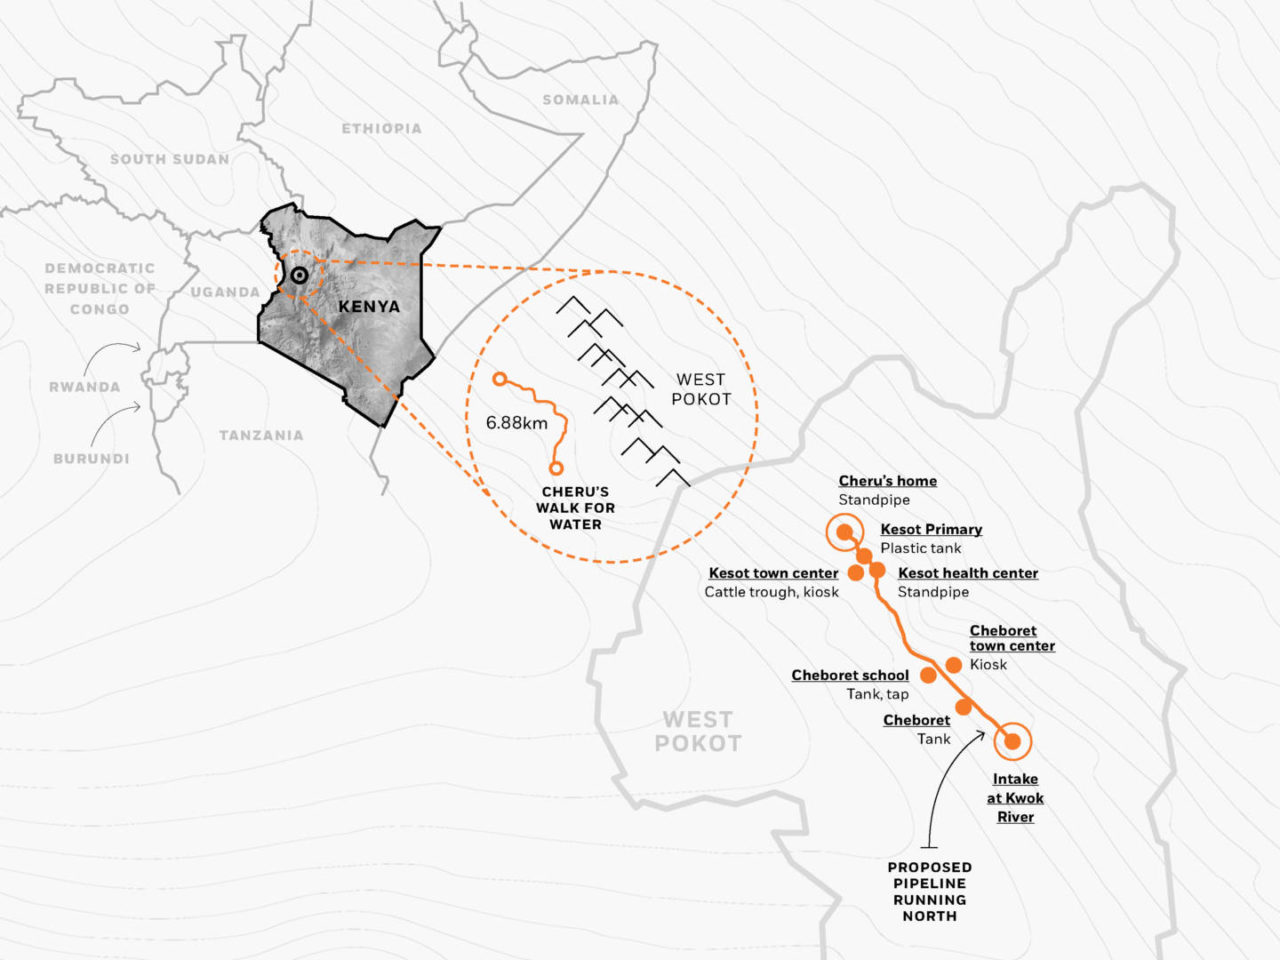 SOMALIA
ETHIOPIA
SOUTH SUDAN
DEMOCRATIC
REPUBLIC OF
CONGO
UGANDA
KENYA
RWANDA
BURUNDI
TANZANIA
WEST
POKOT
6.88km
CHERU'S
WALK FOR
WATER
Cheru's home
Standpipe
Kesot Primary
Plastic tank
Kesot town center
Cattle trough, kiosk
Kesot health center
Standpipe
Cheboret
town center
Kiosk
Cheboret school
Tank, tap
Cheboret
Tank
WEST
POKOT
Intake
at Kwok
River
PROPOSED
PIPELINE
RUNNING
NORTH